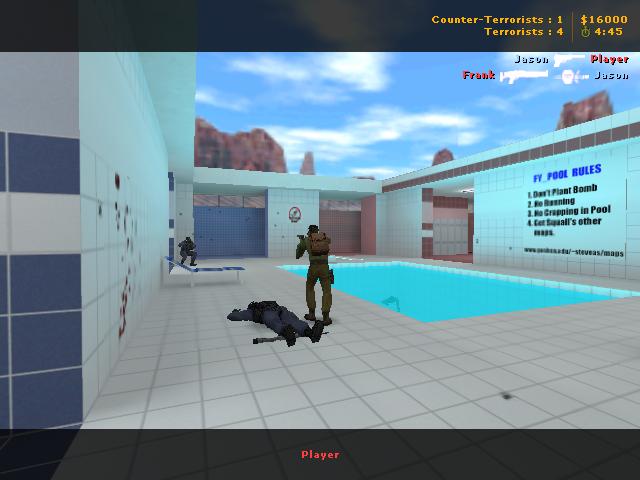 Counter-Terrorists : 1 $16000
Terrorists : 4 4:45
Jason Player
Frank Jason
FY_POOL RULES
1. Don't Plant Bomb
2. No Running
3. No Crapping in Pool
4. Get Squall's other
maps.
Player